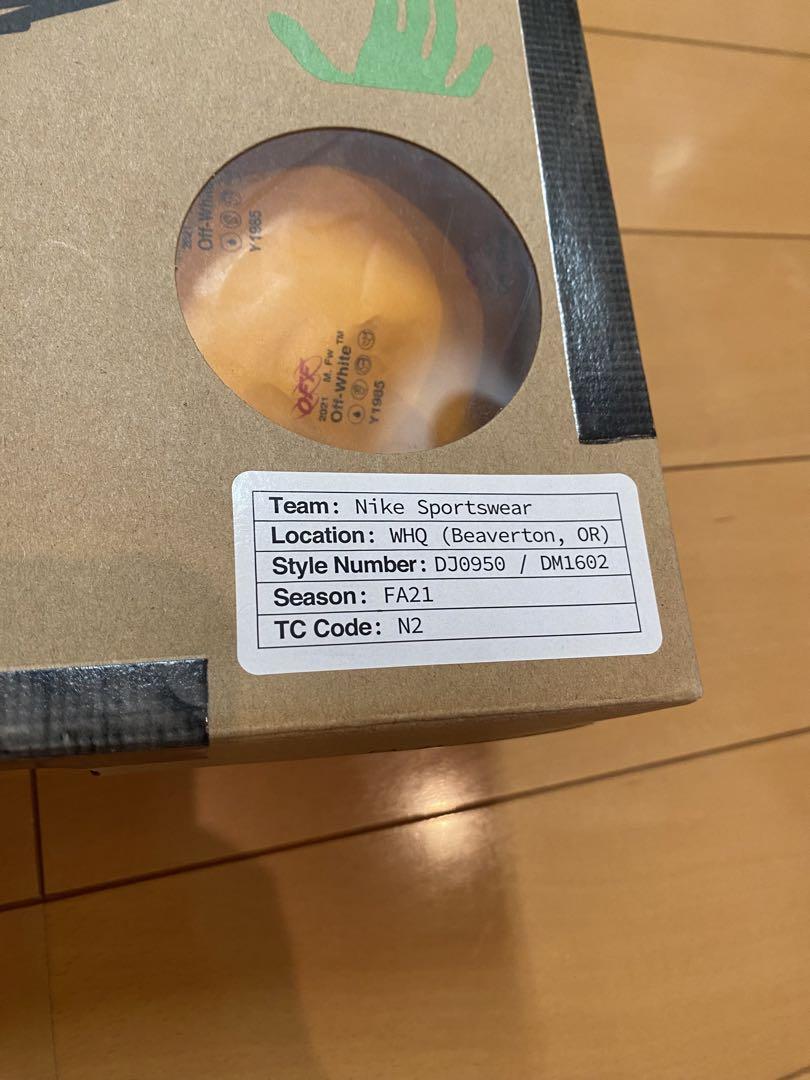 2021
Off-White
Y1985
OFF
2021 M. Fw
Off-White™
Y1985
Team: Nike Sportswear
Location: WHQ (Beaverton, OR)
Style Number: DJ0950 / DM1602
Season: FA21
TC Code: N2